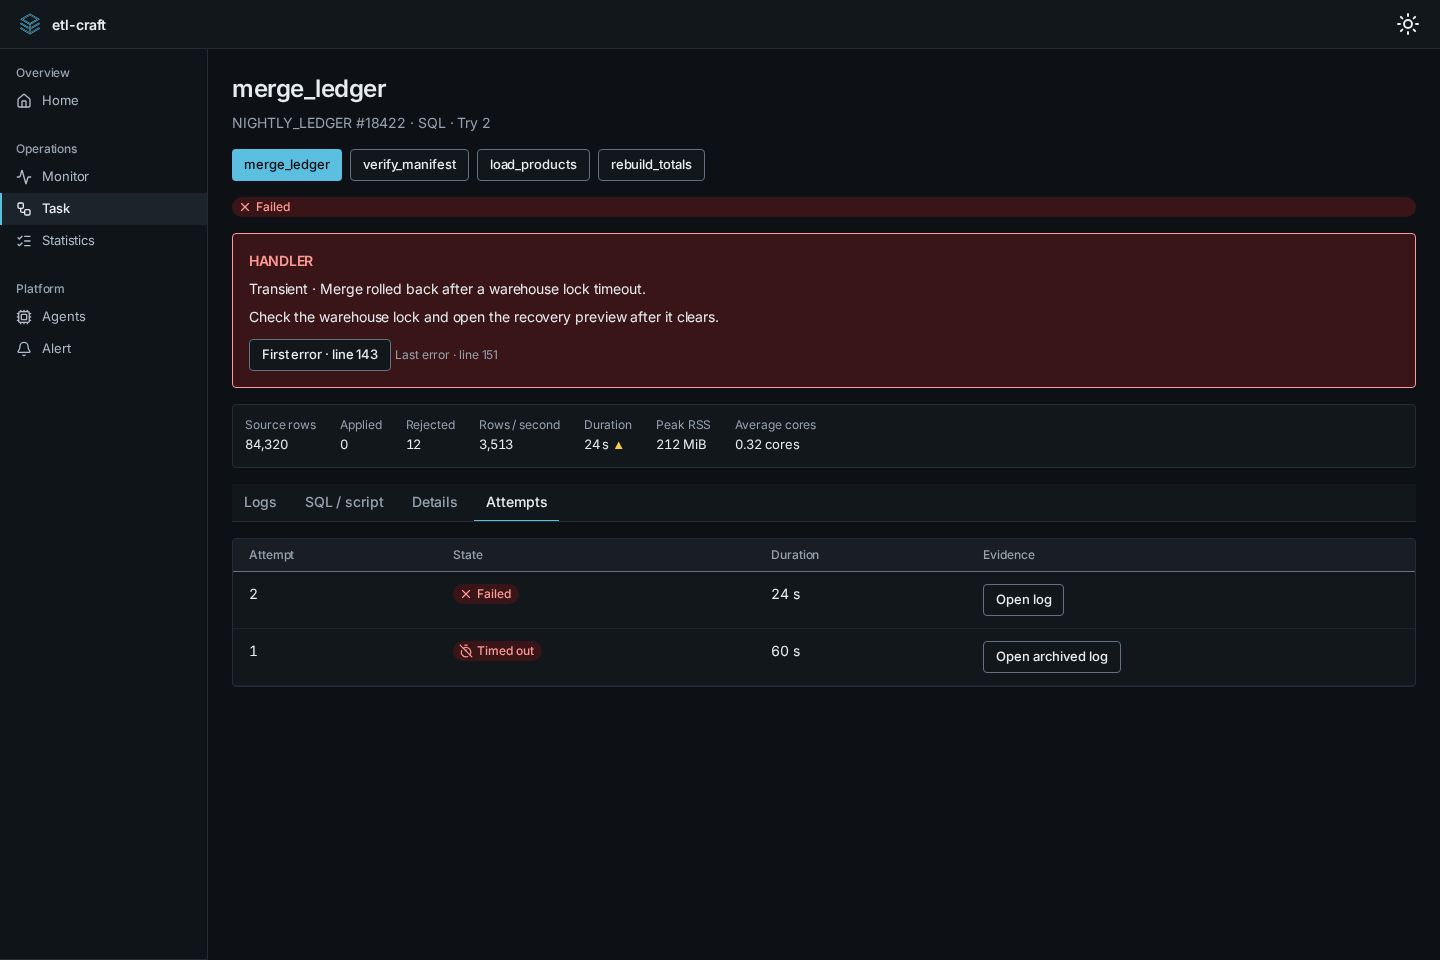 etl-craft
Overview
Home
Operations
Monitor
Task
Statistics
Platform
Agents
Alert
merge_ledger
NIGHTLY_LEDGER #18422 · SQL · Try 2
merge_ledger verify_manifest load_products rebuild_totals
Failed
HANDLER
Transient · Merge rolled back after a warehouse lock timeout.
Check the warehouse lock and open the recovery preview after it clears.
First error · line 143 Last error · line 151
Source rows Applied Rejected Rows / second Duration Peak RSS Average cores
84,320 0 12 3,513 24 s ▲ 212 MiB 0.32 cores
Logs SQL / script Details Attempts
Attempt State Duration Evidence
2 Failed 24 s Open log
1 Timed out 60 s Open archived log